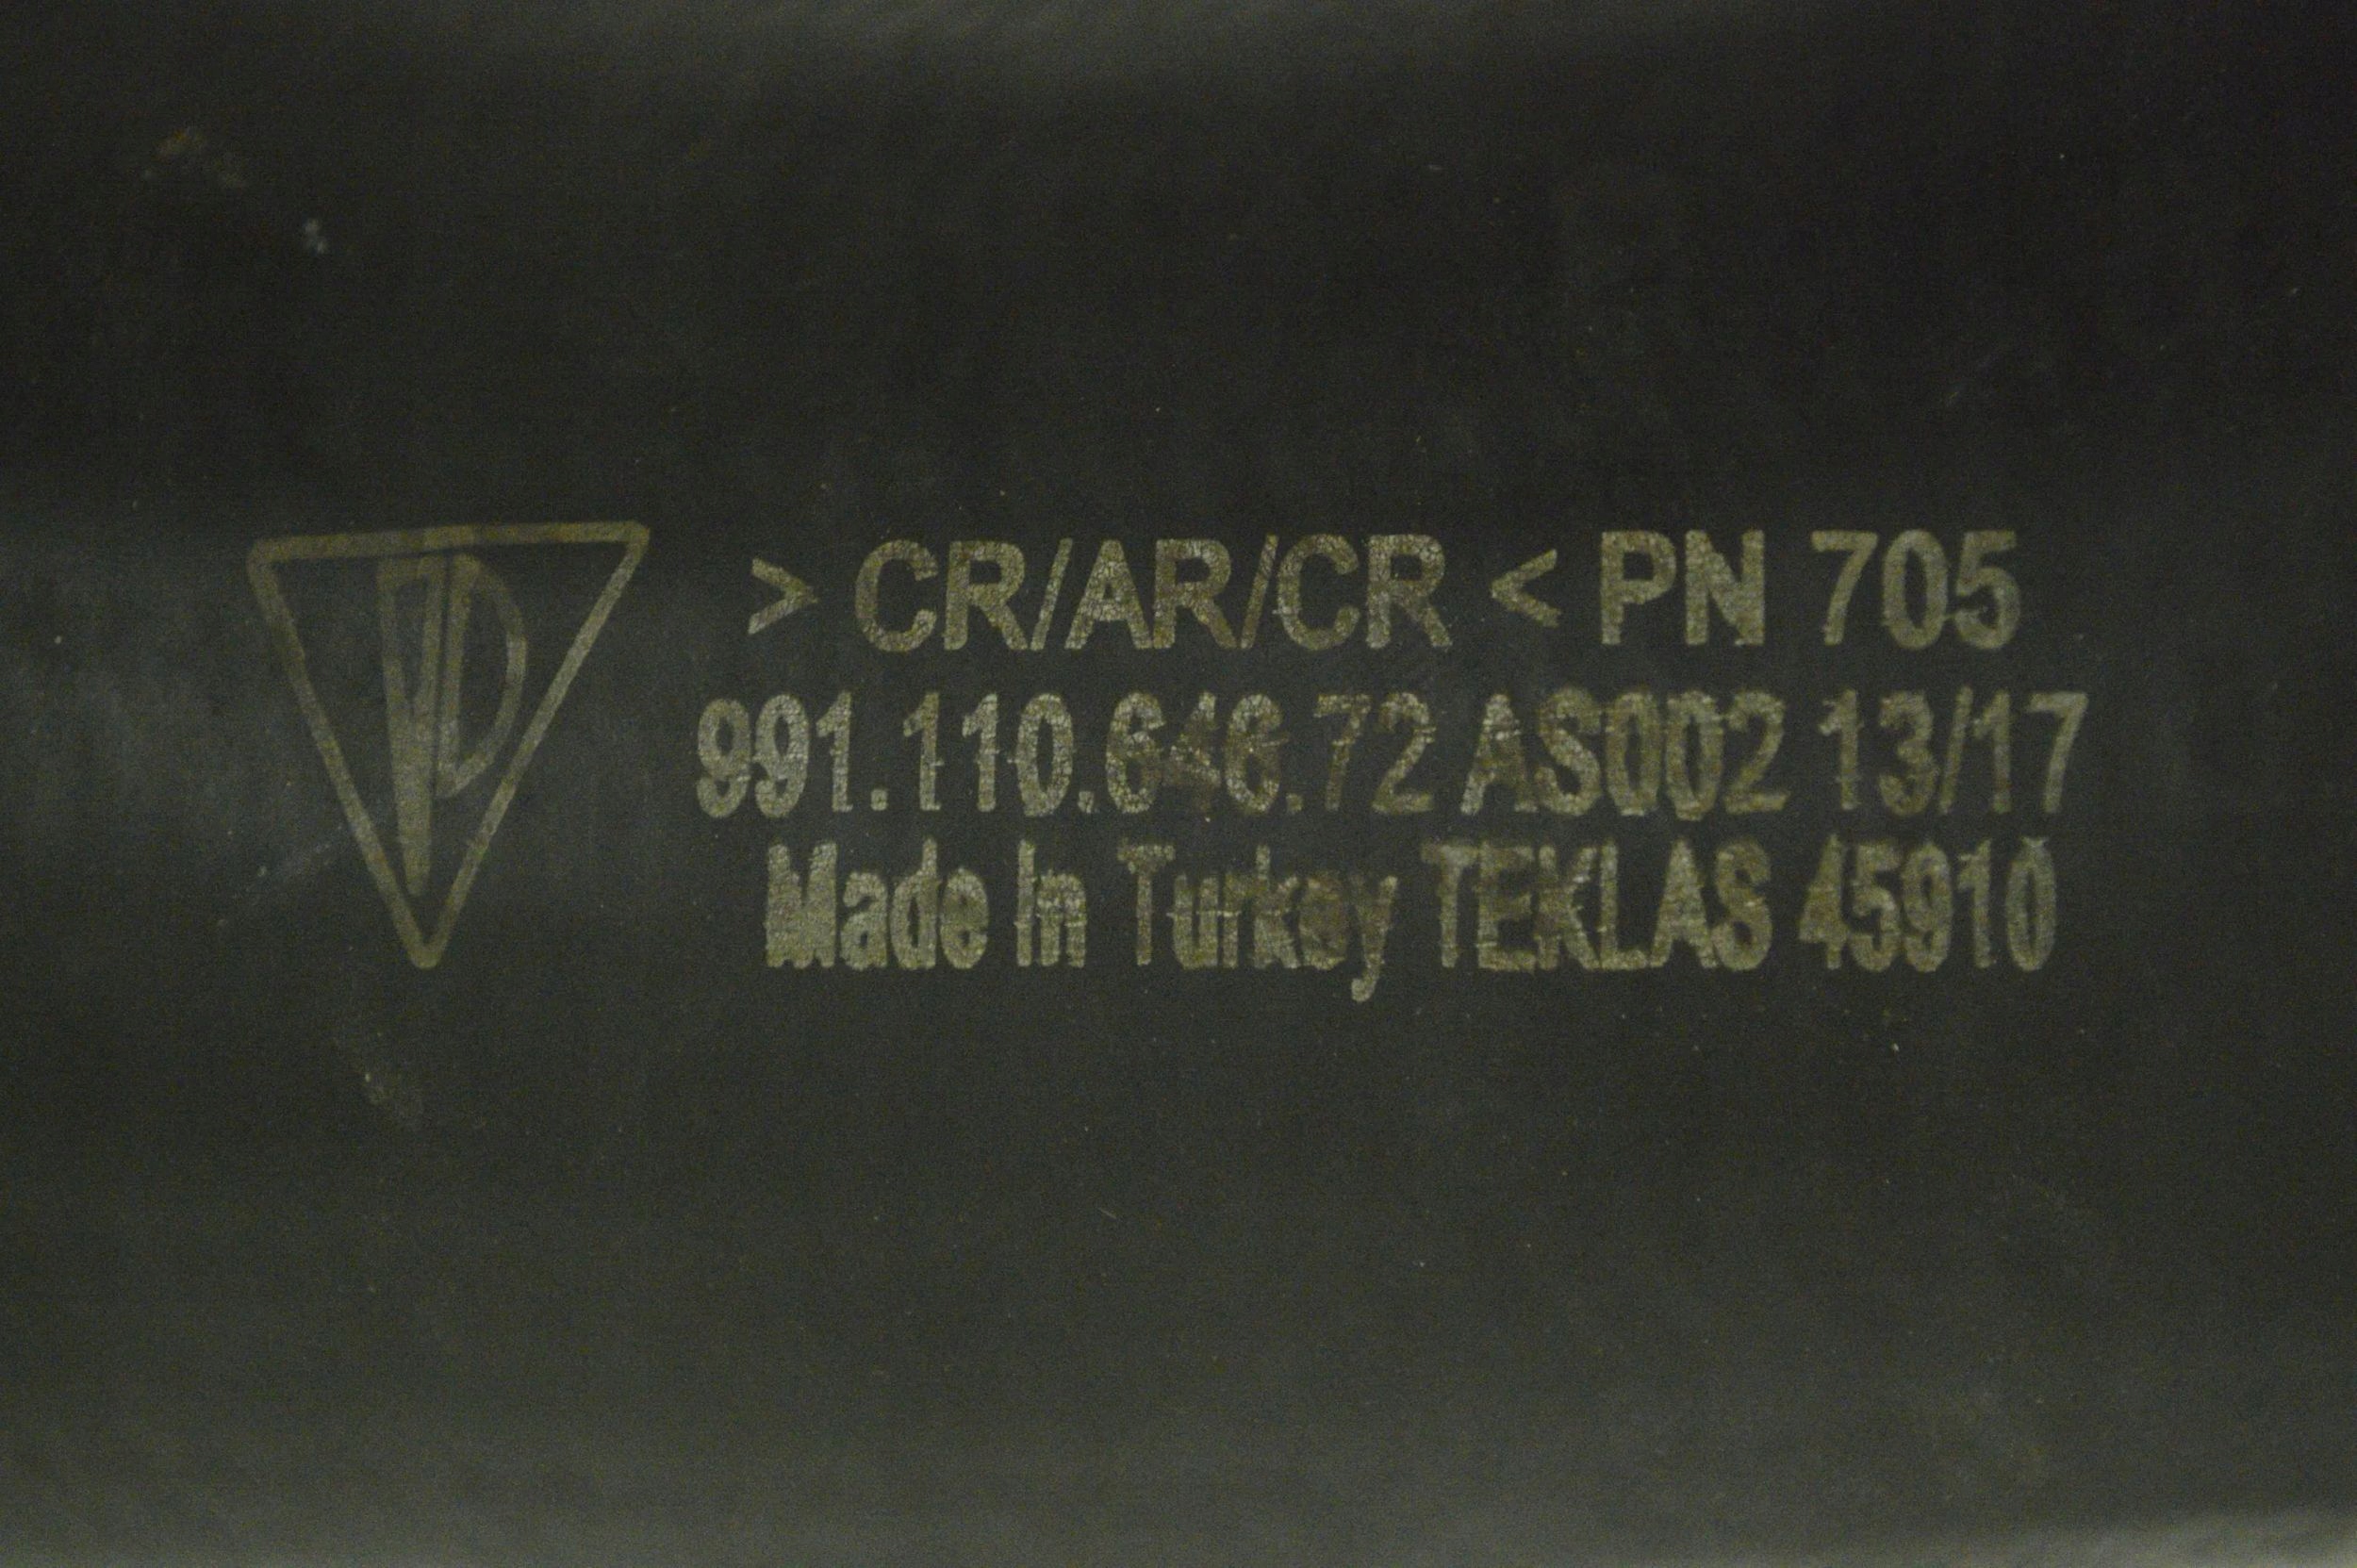 > CR/AR/CR < PN 705
991.110.646.72 AS002 13/17
Made In Turkey TEKLAS 45910